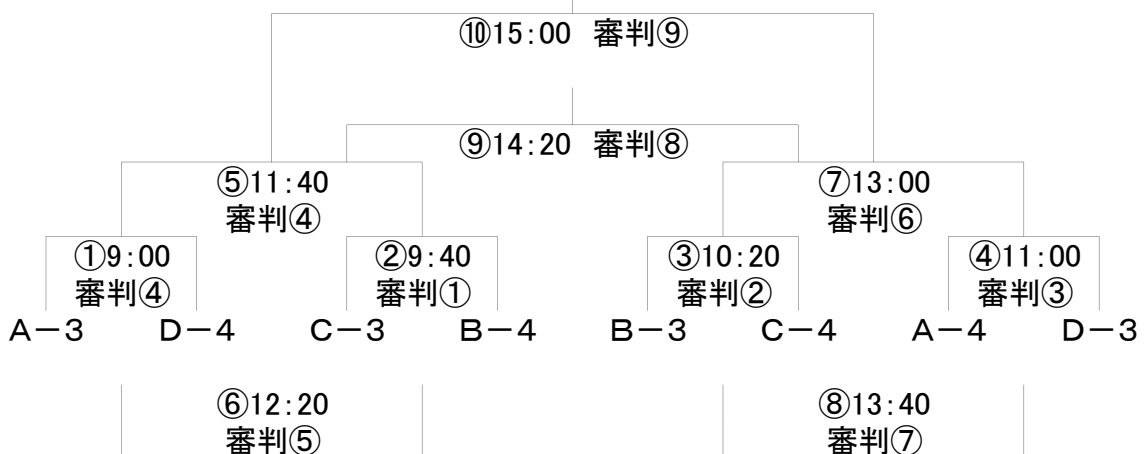 ⑩15:00 審判⑨
⑨14:20 審判⑧
⑤11:40
審判④
⑦13:00
審判⑥
①9:00
審判④
②9:40
審判①
③10:20
審判②
④11:00
審判③
A－3 D－4 C－3 B－4 B－3 C－4 A－4 D－3
⑥12:20
審判⑤
⑧13:40
審判⑦